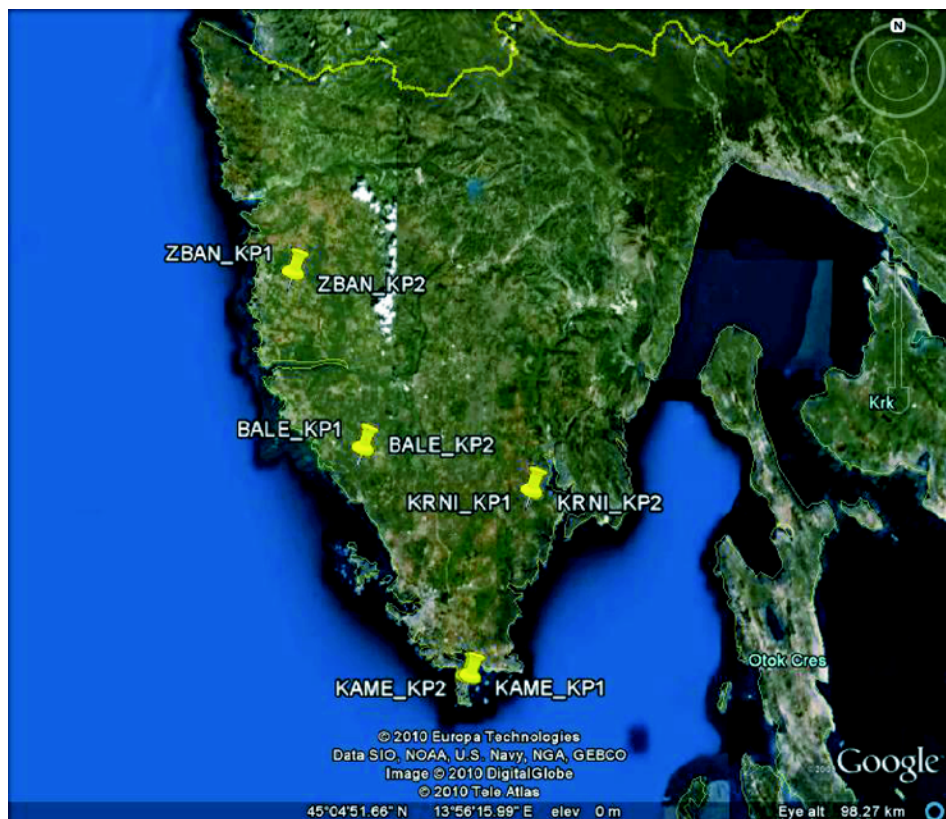 N
ZBAN_KP1
ZBAN_KP2
Krk
BALE_KP1
BALE_KP2
KRNI_KP1
KRNI_KP2
Otok Cres
KAME_KP2
KAME_KP1
© 2010 Europa Technologies
Data SIO, NOAA, U.S. Navy, NGA, GEBCO
Image © 2010 DigitalGlobe
© 2010 Tele Atlas
Google
45°04'51.66" N 13°56'15.99" E elev 0 m Eye alt 98.27 km